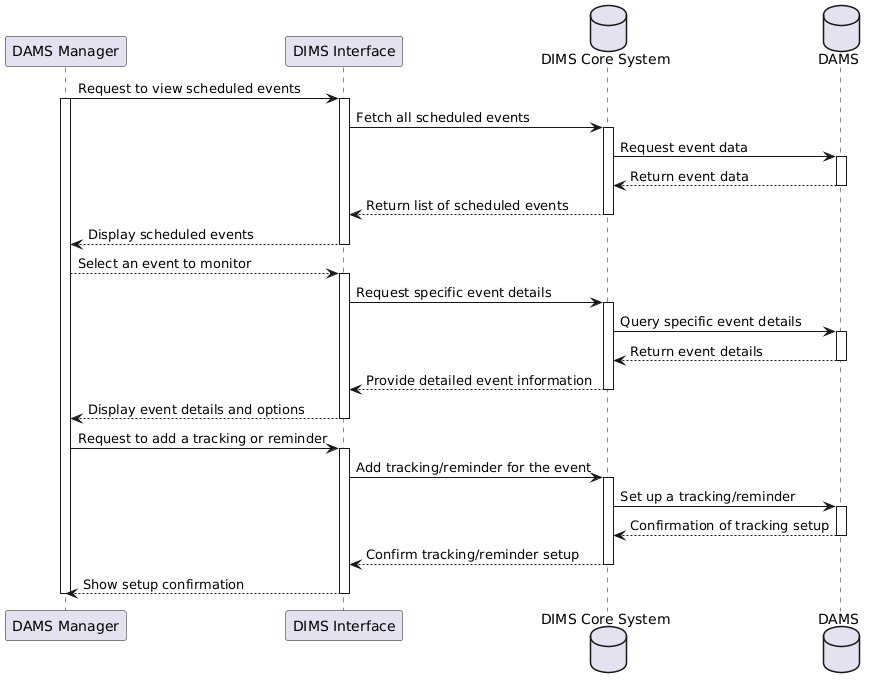 DAMS Manager
DIMS Interface
DIMS Core System
DAMS
Request to view scheduled events
Fetch all scheduled events
Request event data
Return event data
Return list of scheduled events
Display scheduled events
Select an event to monitor
Request specific event details
Query specific event details
Return event details
Provide detailed event information
Display event details and options
Request to add a tracking or reminder
Add tracking/reminder for the event
Set up a tracking/reminder
Confirmation of tracking setup
Confirm tracking/reminder setup
Show setup confirmation
DAMS Manager
DIMS Interface
DIMS Core System
DAMS